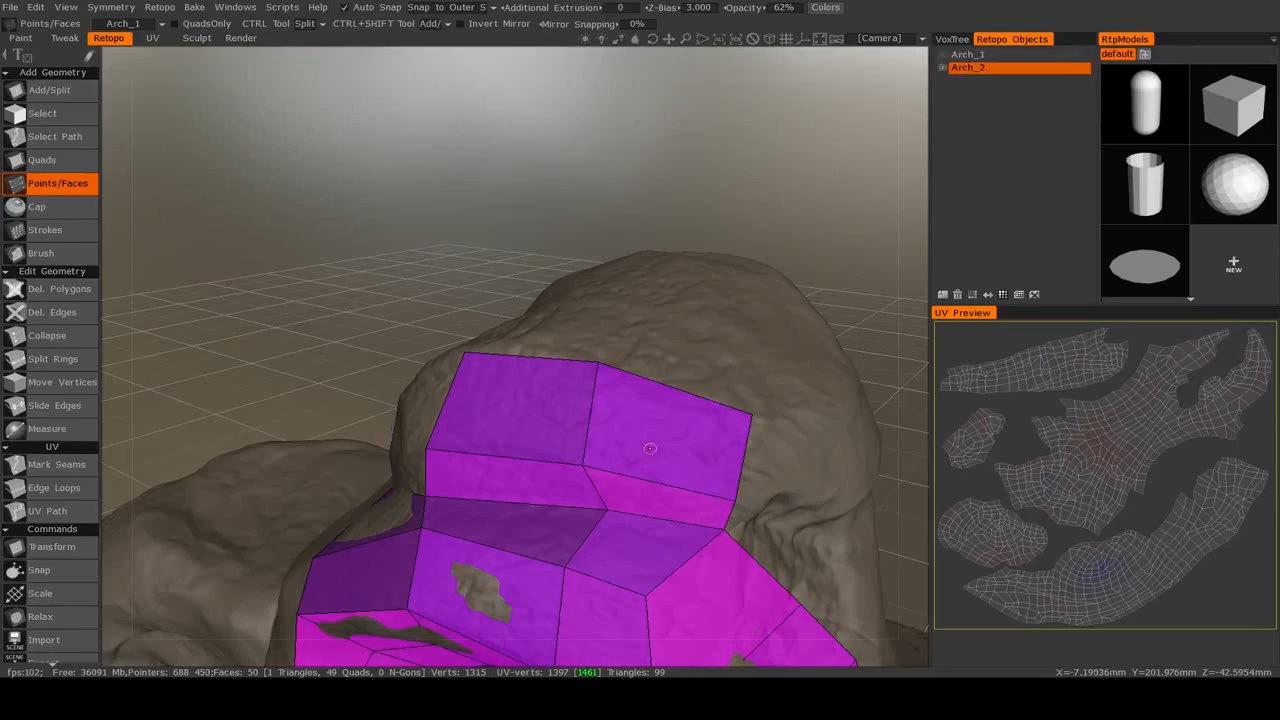 File Edit View Symmetry Retopo Bake Windows Scripts Help Auto Snap Snap to Outer S Additional Extrusion 0 Z-Bias 3.000 Opacity 62% Colors
Points/Faces Arch_1 QuadsOnly CTRL Tool Split CTRL+SHIFT Tool Add/ Invert Mirror Mirror Snapping 0%
Paint Tweak Retopo UV Sculpt Render [Camera] VoxTree Retopo Objects RtpModels
Arch_1
default
Arch_2
Add Geometry
Add/Split
Select
Select Path
Quads
Points/Faces
Cap
Strokes
Brush
NEW
Edit Geometry
Del. Polygons
Del. Edges
UV Preview
Collapse
Split Rings
Move Vertices
Slide Edges
Measure
UV
Mark Seams
Edge Loops
UV Path
Commands
Transform
Snap
Scale
Relax
Import
SCENE
SCENE
fps:102; Free: 36091 Mb,Pointers: 688 450;Faces: 50 [1 Triangles, 49 Quads, 0 N-Gons] Verts: 1315 UV-verts: 1397 [1461] Triangles: 99 X=-7.19936mm Y=201.976mm Z=-42.5954mm